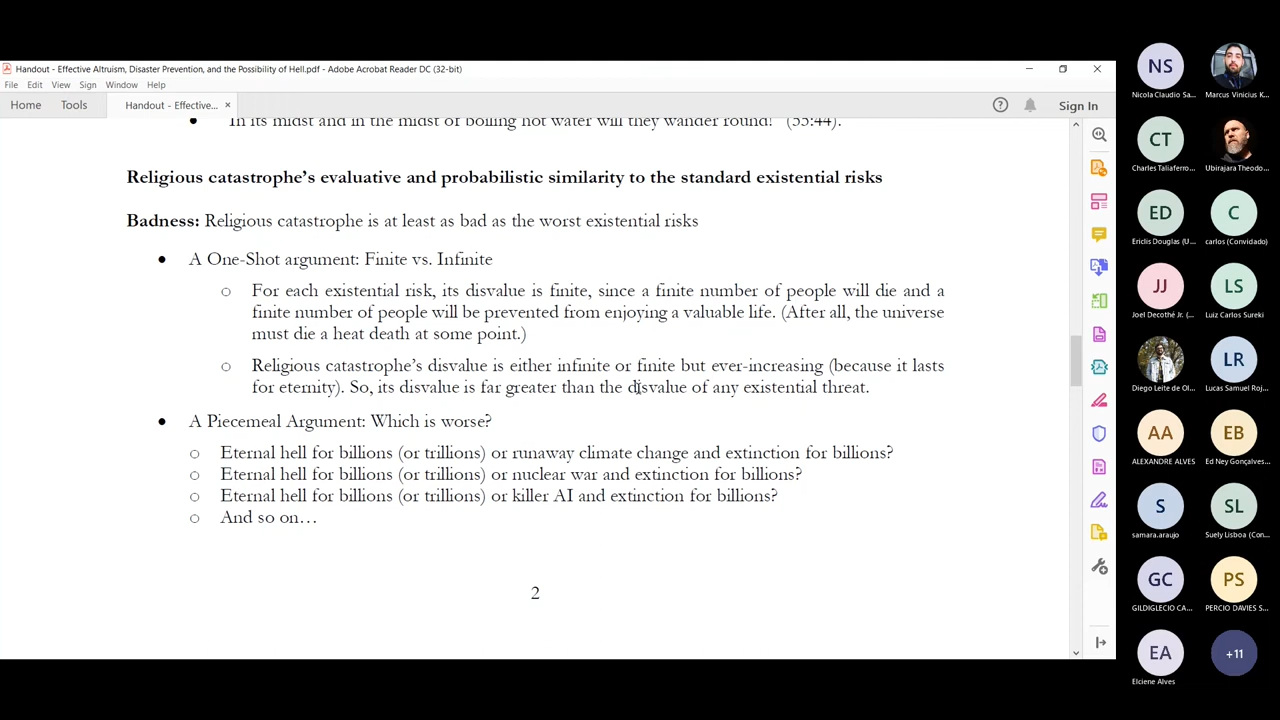 Handout - Effective Altruism, Disaster Prevention, and the Possibility of Hell.pdf - Adobe Acrobat Reader DC (32-bit)
File Edit View Sign Window Help
Home Tools Handout - Effective... × Sign In
• "In its midst and in the midst of boiling hot water will they wander round!" (55:44).
Religious catastrophe's evaluative and probabilistic similarity to the standard existential risks
Badness: Religious catastrophe is at least as bad as the worst existential risks
• A One-Shot argument: Finite vs. Infinite
○ For each existential risk, its disvalue is finite, since a finite number of people will die and a
finite number of people will be prevented from enjoying a valuable life. (After all, the universe
must die a heat death at some point.)
○ Religious catastrophe's disvalue is either infinite or finite but ever-increasing (because it lasts
for eternity). So, its disvalue is far greater than the disvalue of any existential threat.
• A Piecemeal Argument: Which is worse?
○ Eternal hell for billions (or trillions) or runaway climate change and extinction for billions?
○ Eternal hell for billions (or trillions) or nuclear war and extinction for billions?
○ Eternal hell for billions (or trillions) or killer AI and extinction for billions?
○ And so on…
2
NS
Nicola Claudio Sa...
Marcus Vinicius K...
CT
Charles Taliaferro...
Ubirajara Theodo...
ED
Ericlis Douglas (U...
C
carlos (Convidado)
JJ
Joel Decothé Jr. (...
LS
Luiz Carlos Sureki
Diego Leite de Ol...
LR
Lucas Samuel Roj...
AA
ALEXANDRE ALVES
EB
Ed Ney Gonçalves...
S
samara.araujo
SL
Suely Lisboa (Con...
GC
GILDIGLECIO CA...
PS
PERCIO DAVIES S...
EA
Elciene Alves
+11